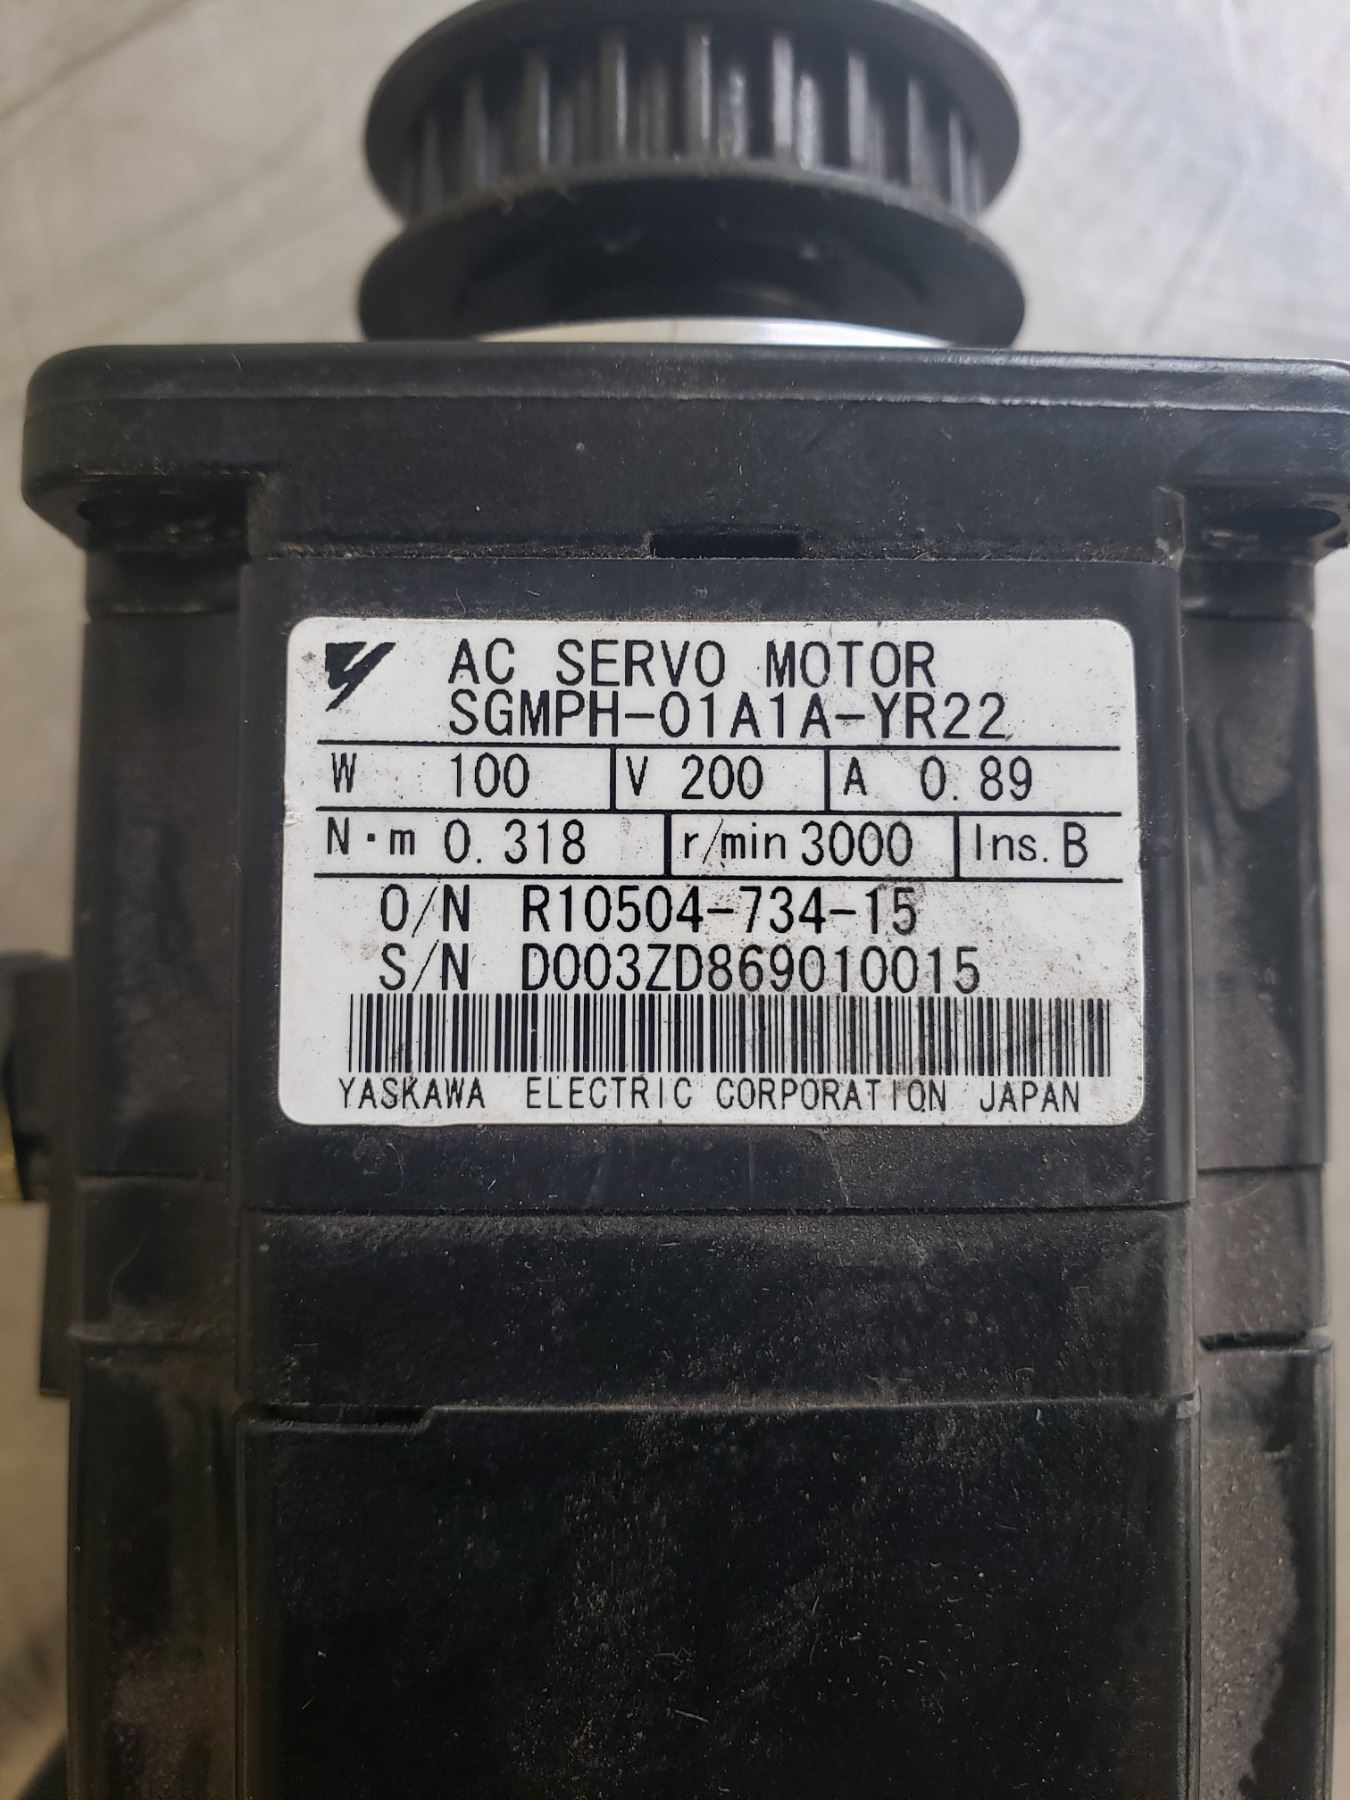 AC SERVO MOTOR
SGMPH-01A1A-YR22
W 100 V 200 A 0.89
N·m 0.318 r/min 3000 Ins. B
O/N R10504-734-15
S/N D003ZD869010015
YASKAWA ELECTRIC CORPORATION JAPAN